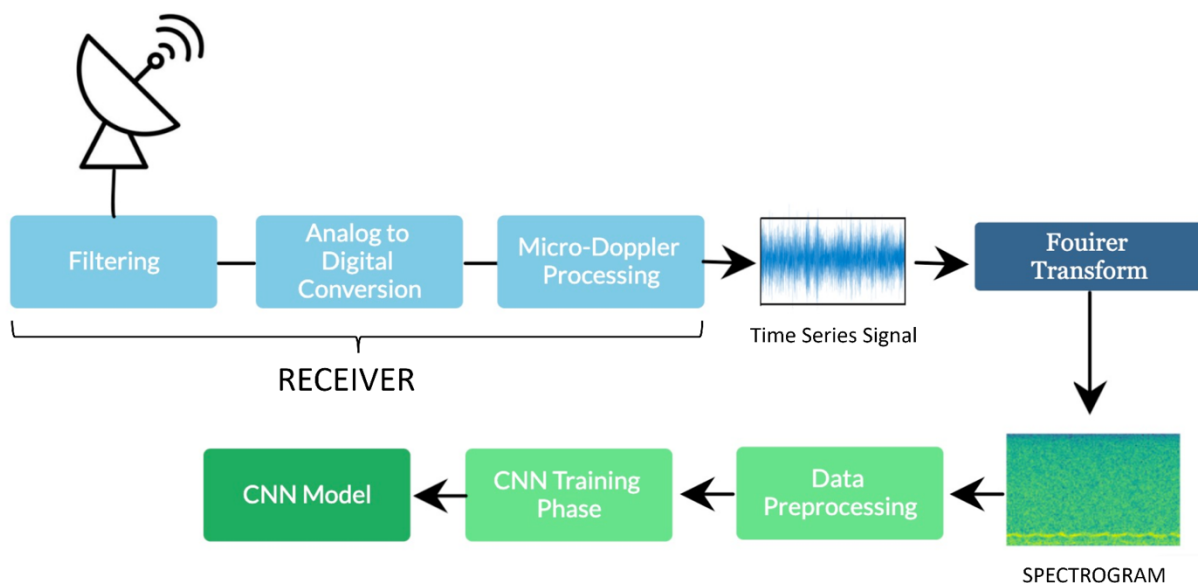 Filtering
Analog to
Digital
Conversion
Micro-Doppler
Processing
Time Series Signal
Fouirer
Transform
RECEIVER
CNN Model
CNN Training
Phase
Data
Preprocessing
SPECTROGRAM